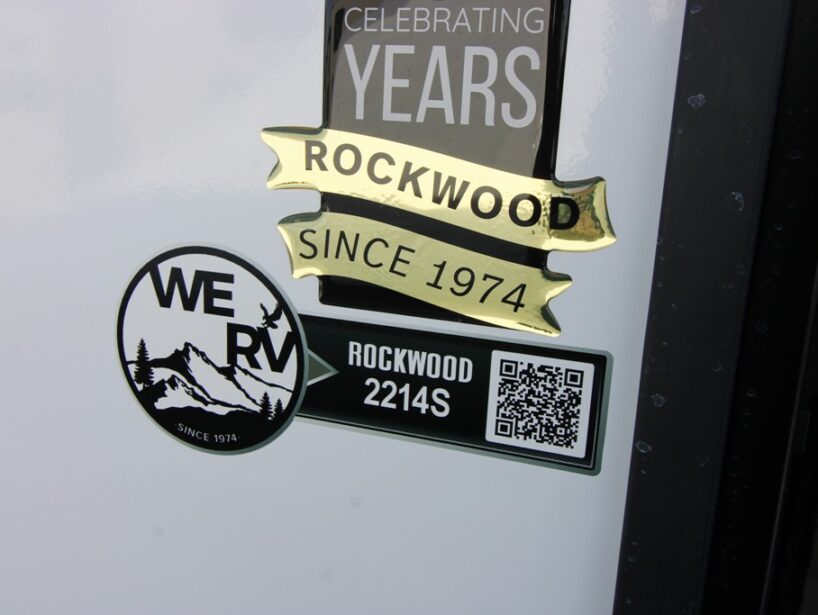 CELEBRATING
YEARS
ROCKWOOD
SINCE 1974
WE
RV
·SINCE 1974·
ROCKWOOD
2214S